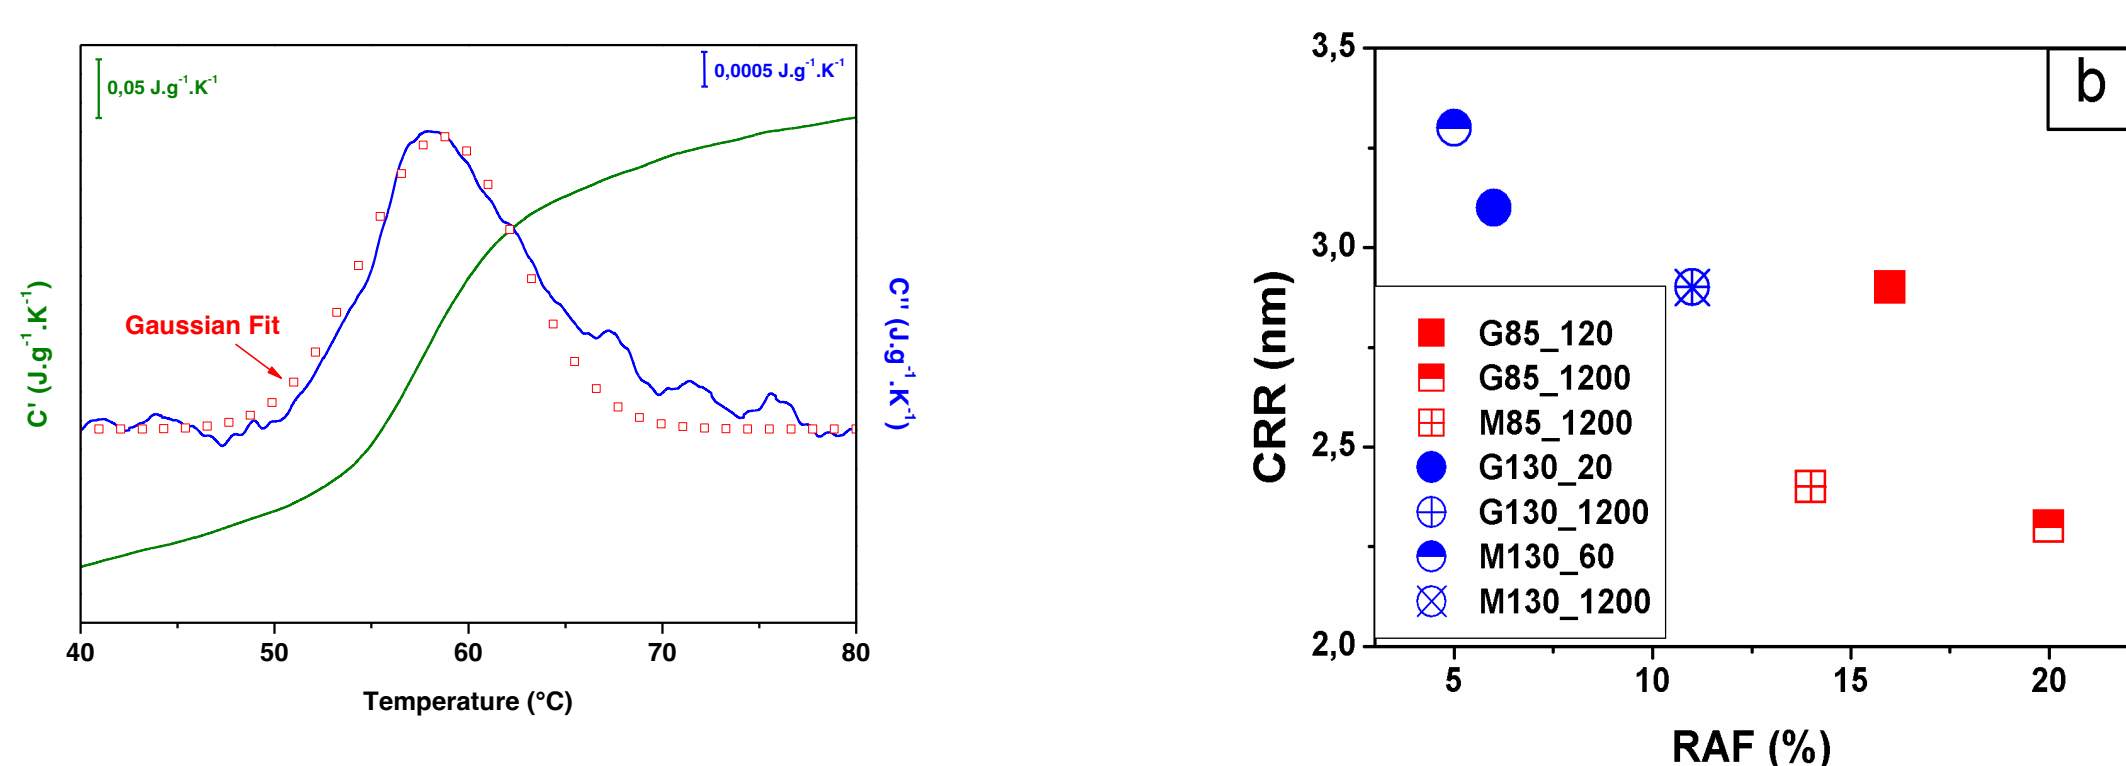 0,05 J.g⁻¹.K⁻¹
0,0005 J.g⁻¹.K⁻¹
Gaussian Fit
C' (J.g⁻¹.K⁻¹)
C'' (J.g⁻¹.K⁻¹)
40 50 60 70 80
Temperature (°C)
b
3,5
3,0
2,5
2,0
CRR (nm)
G85_120
G85_1200
M85_1200
G130_20
G130_1200
M130_60
M130_1200
5 10 15 20
RAF (%)